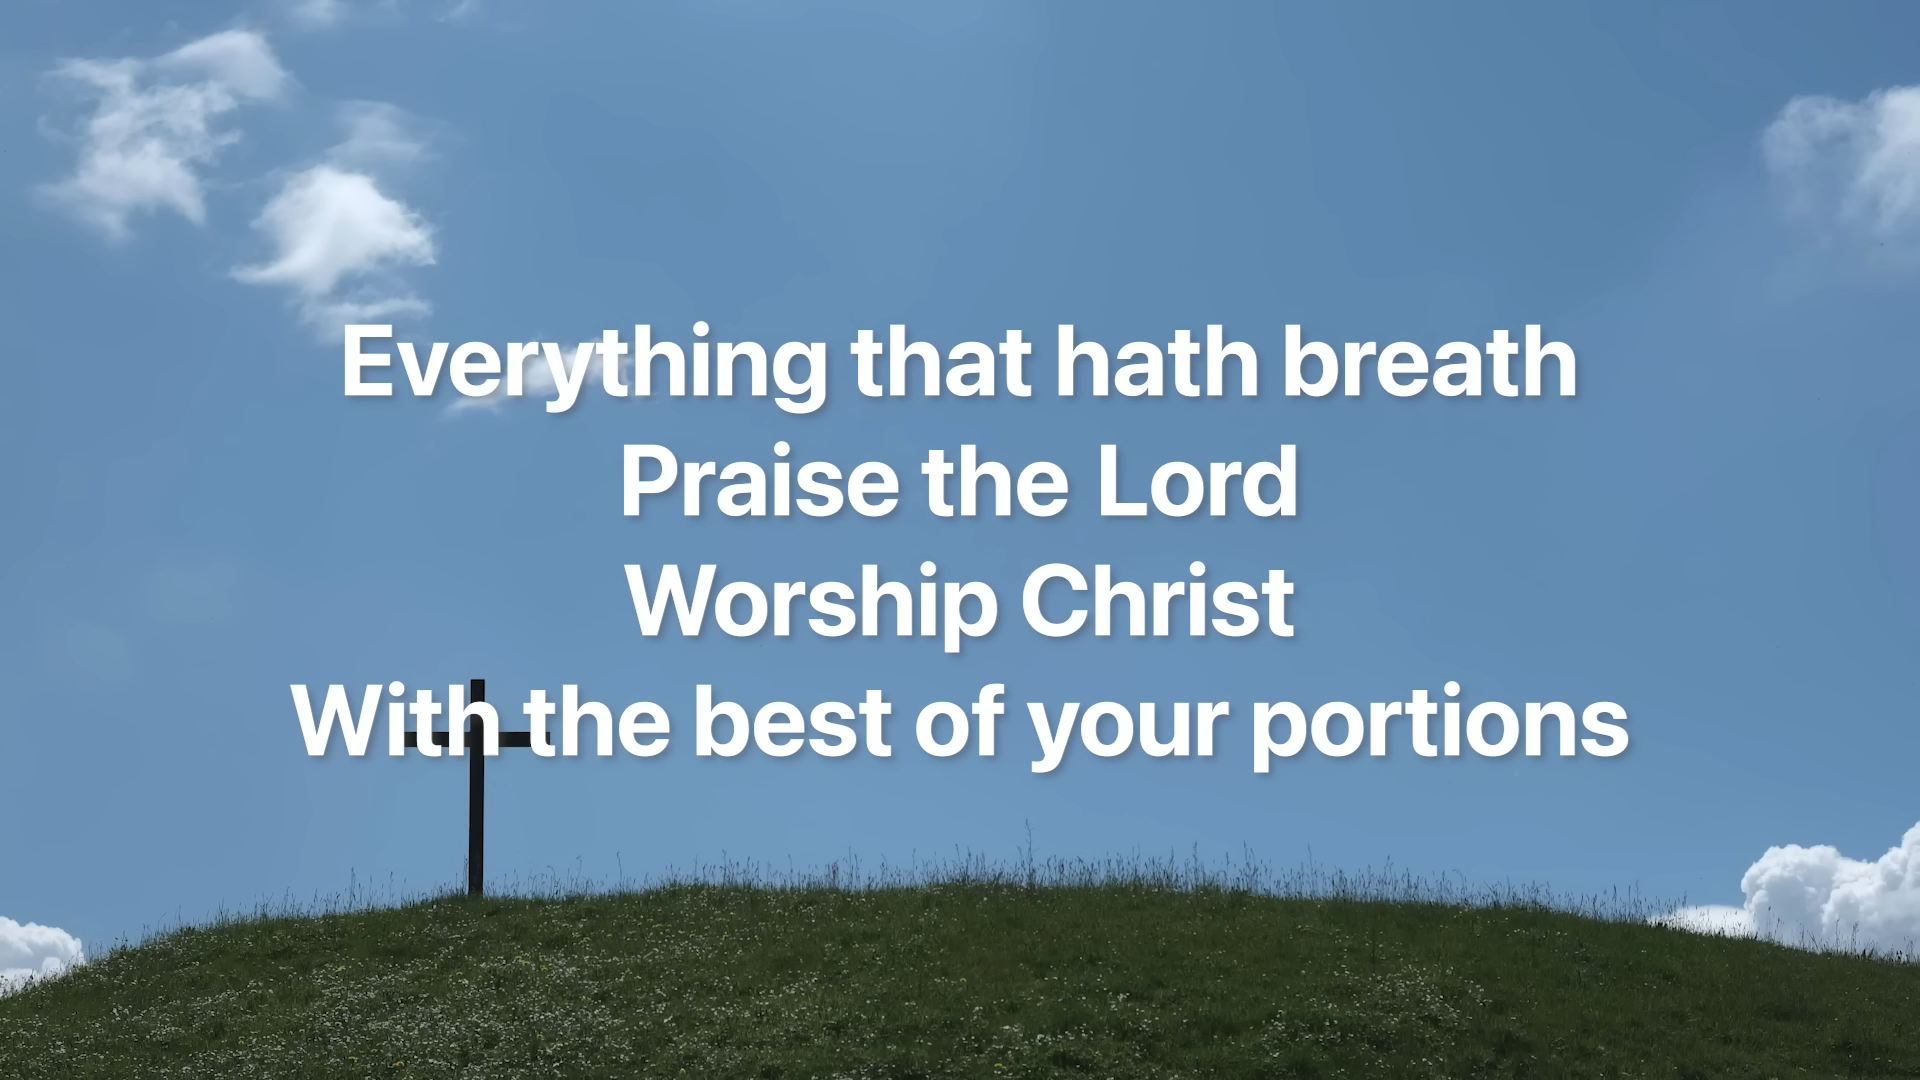 Everything that hath breath
Praise the Lord
Worship Christ
With the best of your portions